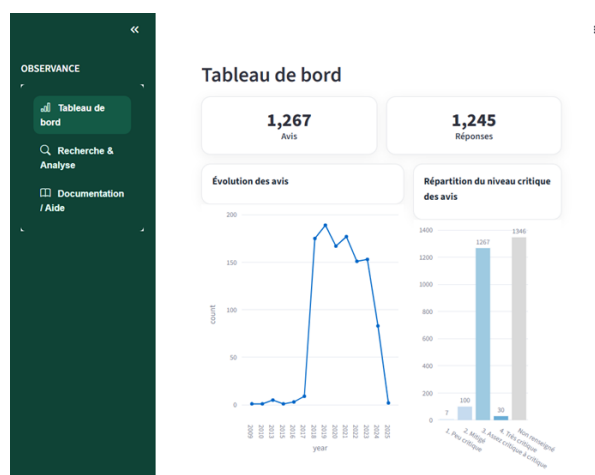 OBSERVANCE
Tableau de
bord
Recherche &
Analyse
Documentation
/ Aide
Tableau de bord
1,267
Avis
1,245
Réponses
Évolution des avis
Répartition du niveau critique
des avis
200
150
100
50
0
count
2009
2010
2013
2015
2016
2017
2018
2019
2020
2021
2022
2023
2024
2025
year
1400
1200
1000
800
600
400
200
0
7
100
1267
30
1346
1. Peu critique
2. Mitigé
3. Assez critique à critique
4. Très critique
Non renseigné